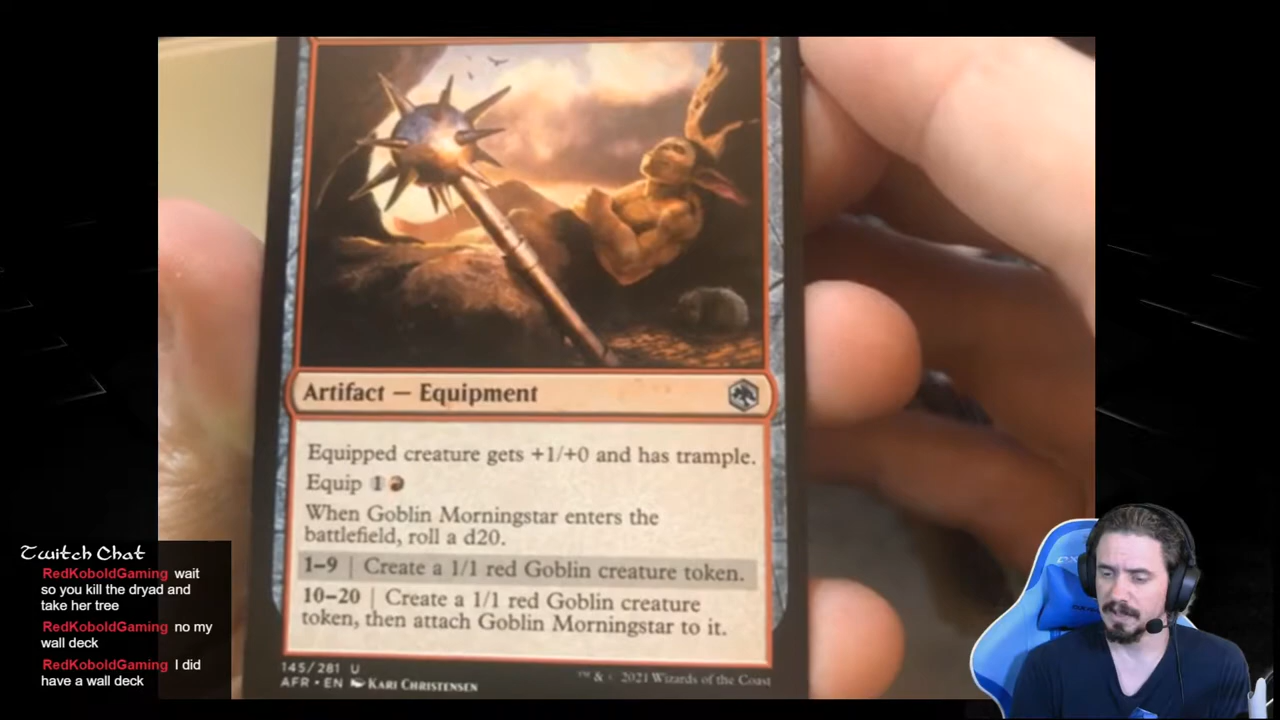 Artifact — Equipment
Equipped creature gets +1/+0 and has trample.
Equip 1
When Goblin Morningstar enters the
battlefield, roll a d20.
1–9 | Create a 1/1 red Goblin creature token.
10–20 | Create a 1/1 red Goblin creature
token, then attach Goblin Morningstar to it.
145/281 U
AFR • EN KARI CHRISTENSEN
™ & © 2021 Wizards of the Coast
Twitch Chat
RedKoboldGaming wait
so you kill the dryad and
take her tree
RedKoboldGaming no my
wall deck
RedKoboldGaming I did
have a wall deck